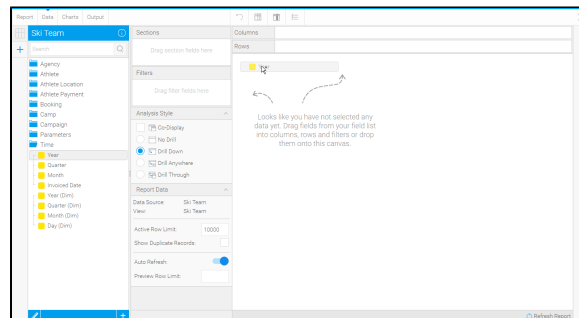 Report Data Charts Output
Ski Team
Search
Agency
Athlete
Athlete Location
Athlete Payment
Booking
Camp
Campaign
Parameters
Time
Year
Quarter
Month
Invoiced Date
Year (Dim)
Quarter (Dim)
Month (Dim)
Day (Dim)
Sections
Drag section fields here
Filters
Drag filter fields here
Analysis Style
Co-Display
No Drill
Drill Down
Drill Anywhere
Drill Through
Report Data
Data Source: Ski Team
View: Ski Team
Active Row Limit: 10000
Show Duplicate Records:
Auto Refresh:
Preview Row Limit:
Columns
Rows
Looks like you have not selected any
data yet. Drag fields from your field list
into columns, rows and filters or drop
them onto this canvas.
Refresh Report